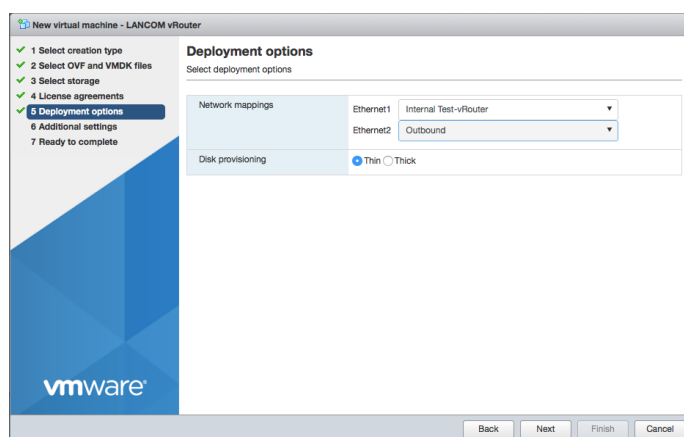 New virtual machine - LANCOM vRouter
1 Select creation type
2 Select OVF and VMDK files
3 Select storage
4 License agreements
5 Deployment options
6 Additional settings
7 Ready to complete
vmware®
Deployment options
Select deployment options
Network mappings
Ethernet1 Internal Test-vRouter
Ethernet2 Outbound
Disk provisioning
Thin Thick
Back Next Finish Cancel